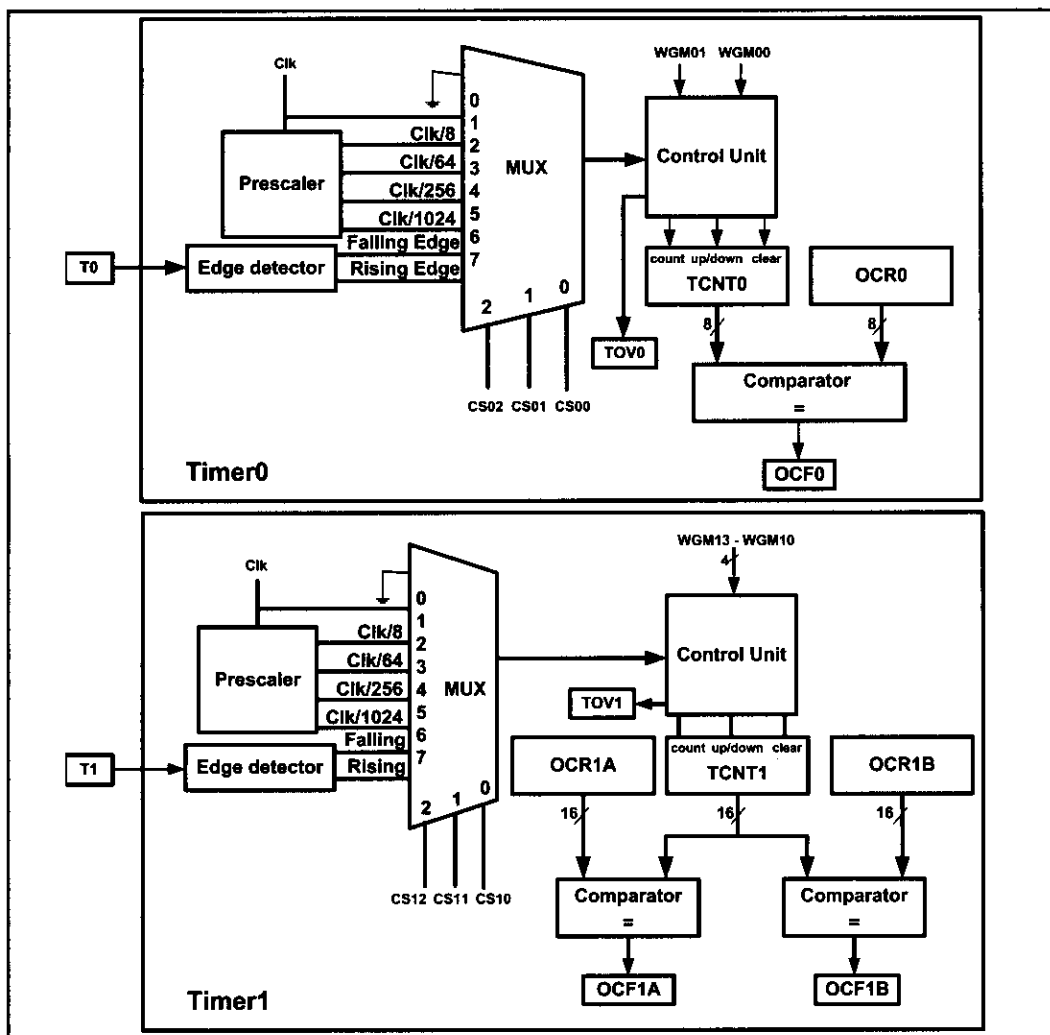 Clk
WGM01 WGM00
0
1
Clk/8
2
Clk/64
3
Clk/256
4
Clk/1024
5
Falling Edge
6
Rising Edge
7
Prescaler
MUX
Control Unit
T0
Edge detector
2 1 0
CS02 CS01 CS00
count up/down clear
TCNT0
OCR0
8
8
TOV0
Comparator
=
OCF0
Timer0
Clk
WGM13 - WGM10
4
0
1
Clk/8
2
Clk/64
3
Clk/256
4
Clk/1024
5
Falling
6
Rising
7
Prescaler
MUX
Control Unit
TOV1
T1
Edge detector
2 1 0
CS12 CS11 CS10
OCR1A
count up/down clear
TCNT1
OCR1B
16
16
16
Comparator
=
Comparator
=
OCF1A
OCF1B
Timer1